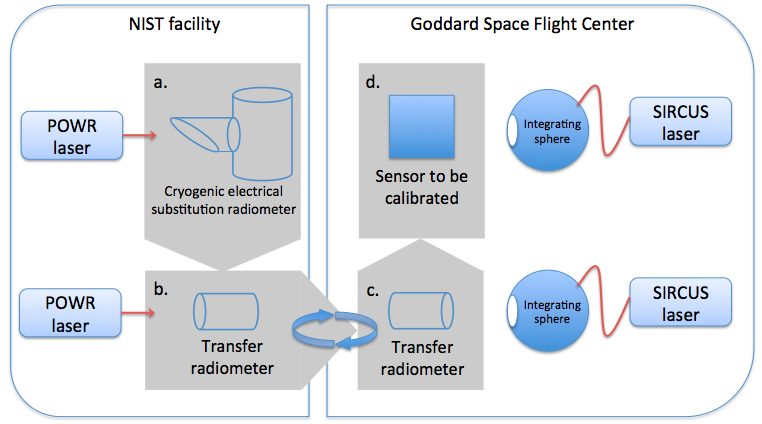 NIST facility
Goddard Space Flight Center
a.
POWR
laser
Cryogenic electrical
substitution radiometer
d.
Sensor to be
calibrated
Integrating
sphere
SIRCUS
laser
b.
POWR
laser
Transfer
radiometer
c.
Transfer
radiometer
Integrating
sphere
SIRCUS
laser